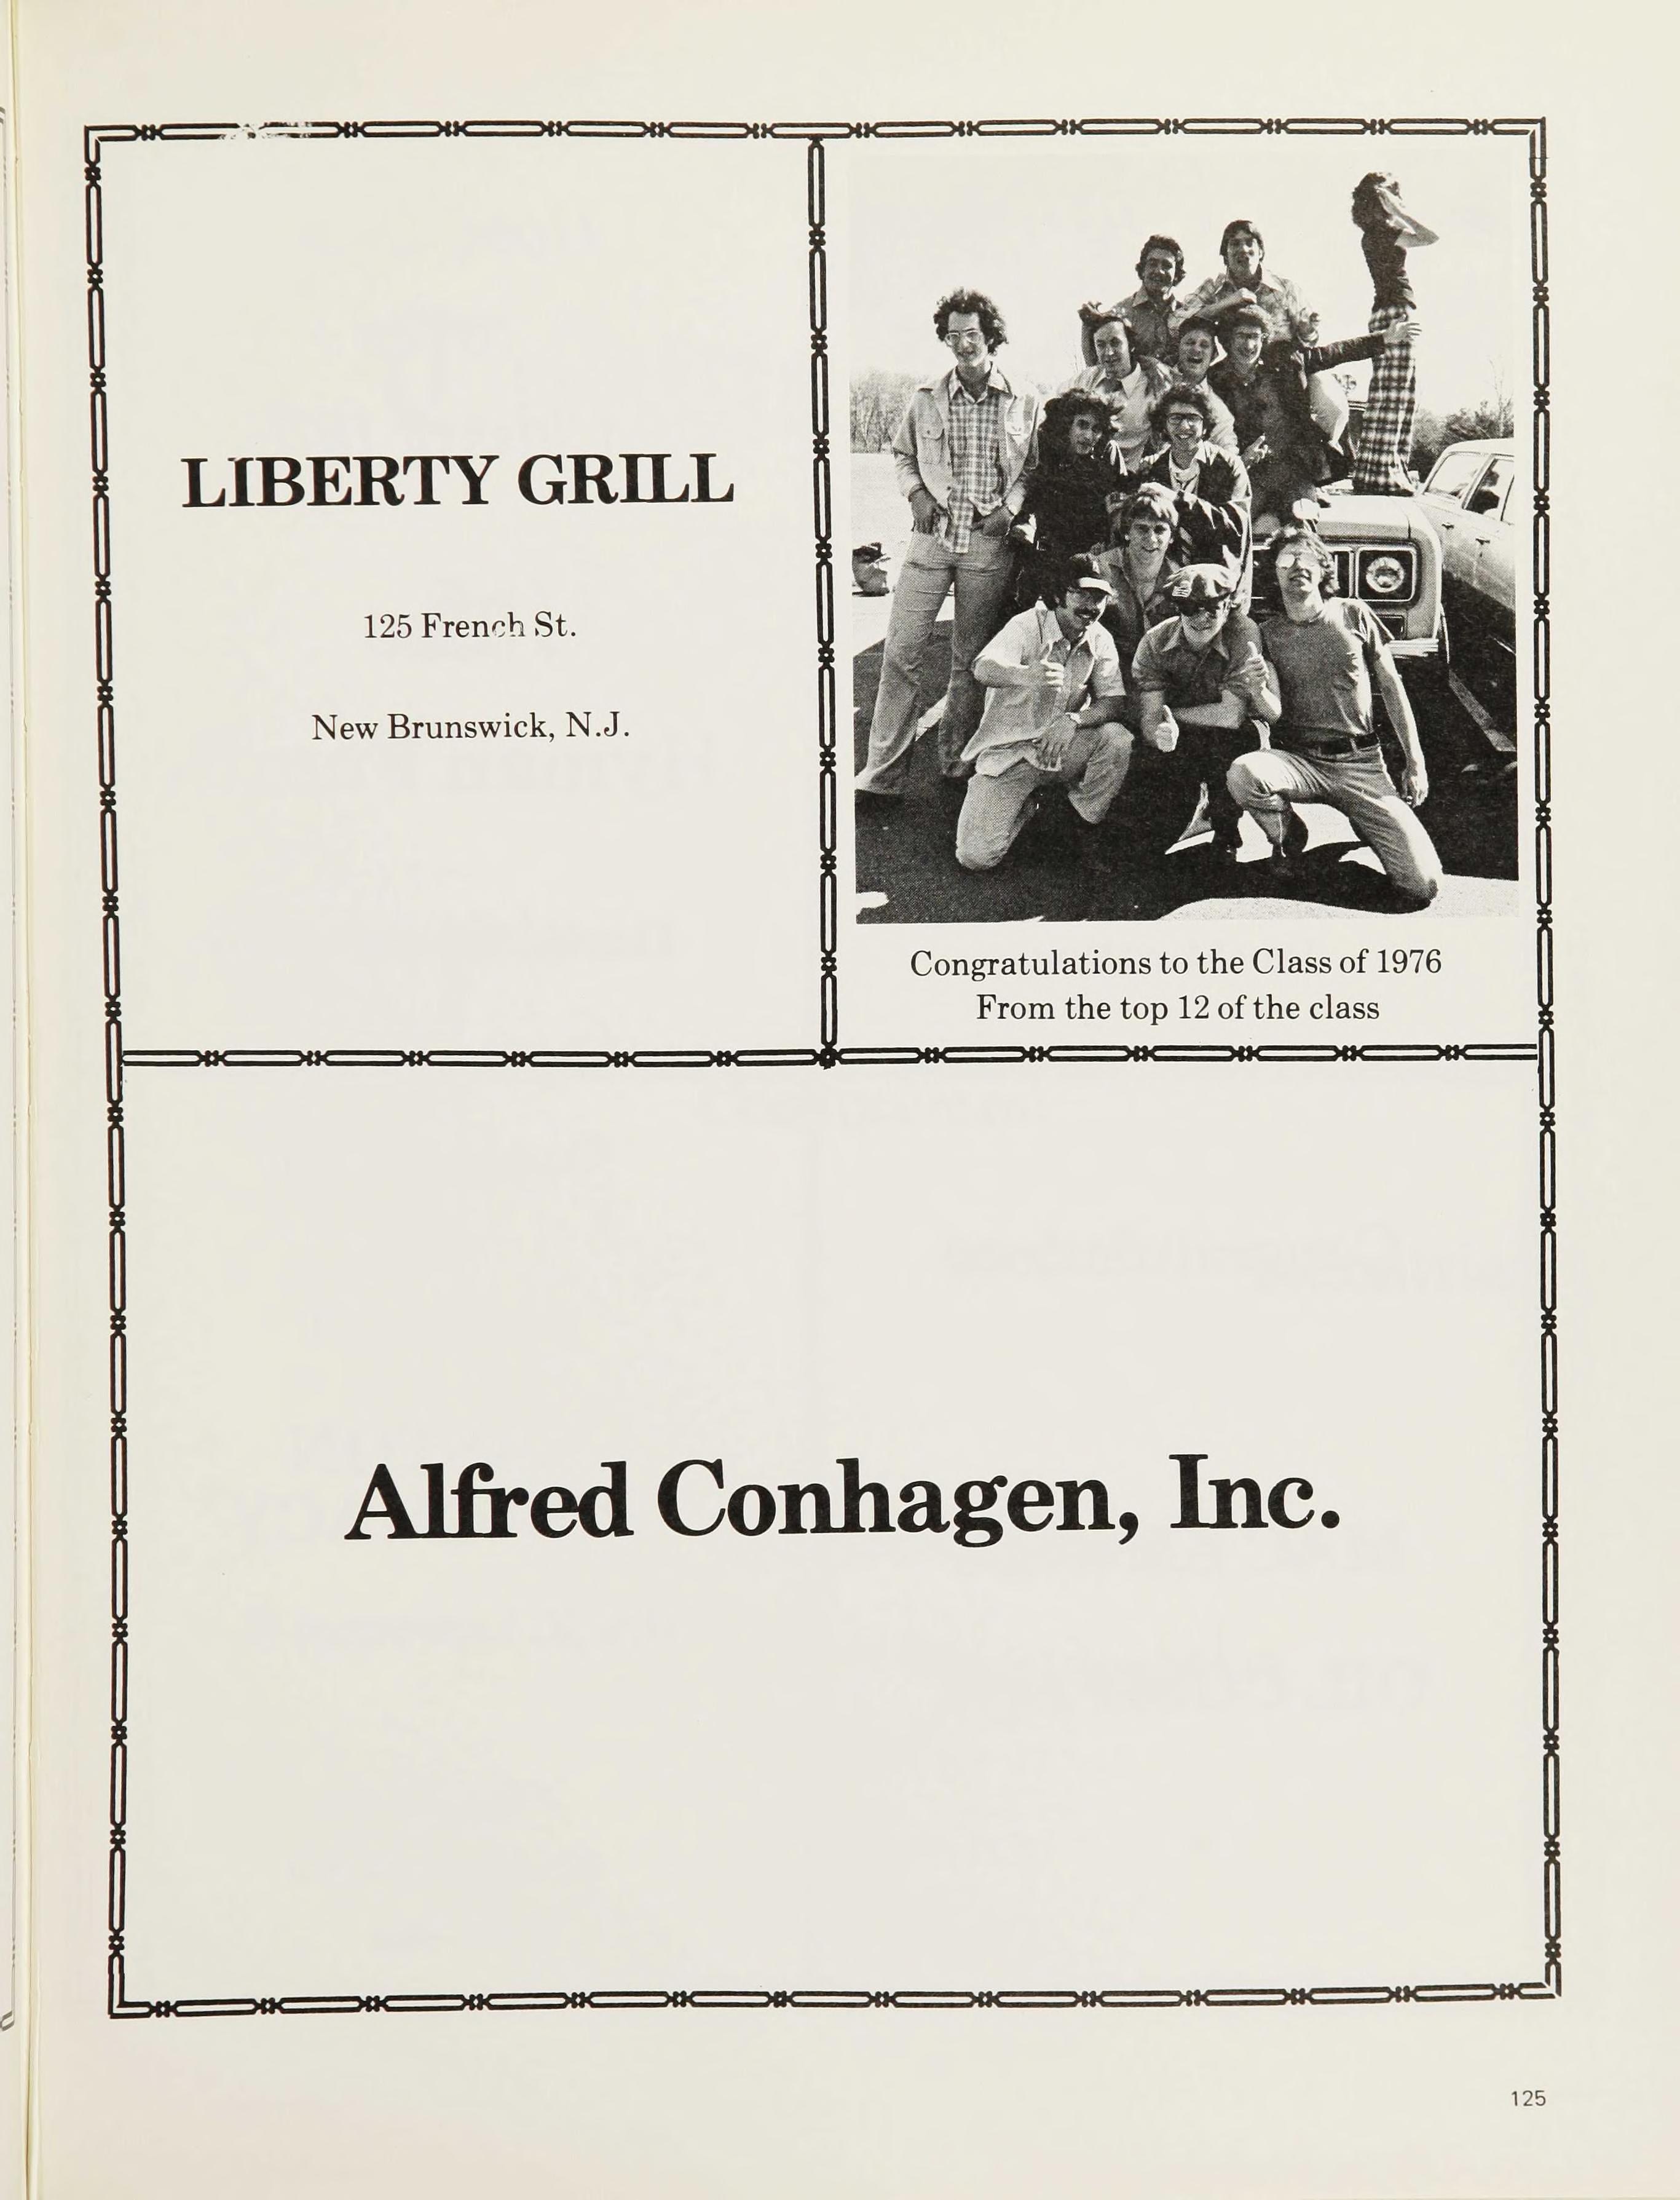 LIBERTY GRILL
125 French St.
New Brunswick, N.J.
Congratulations to the Class of 1976
From the top 12 of the class
Alfred Conhagen, Inc.
125